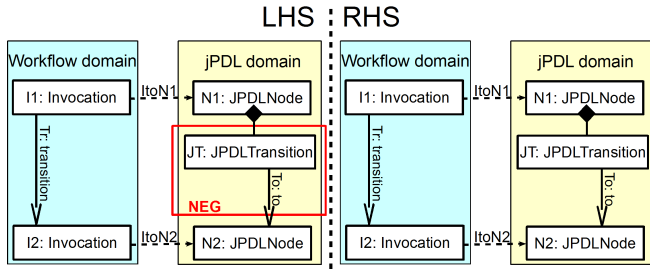 LHS RHS
Workflow domain jPDL domain Workflow domain jPDL domain
I1: Invocation ItoN1 N1: JPDLNode I1: Invocation ItoN1 N1: JPDLNode
Tr: transition JT: JPDLTransition Tr: transition JT: JPDLTransition
To: to To: to
NEG
I2: Invocation ItoN2 N2: JPDLNode I2: Invocation ItoN2 N2: JPDLNode